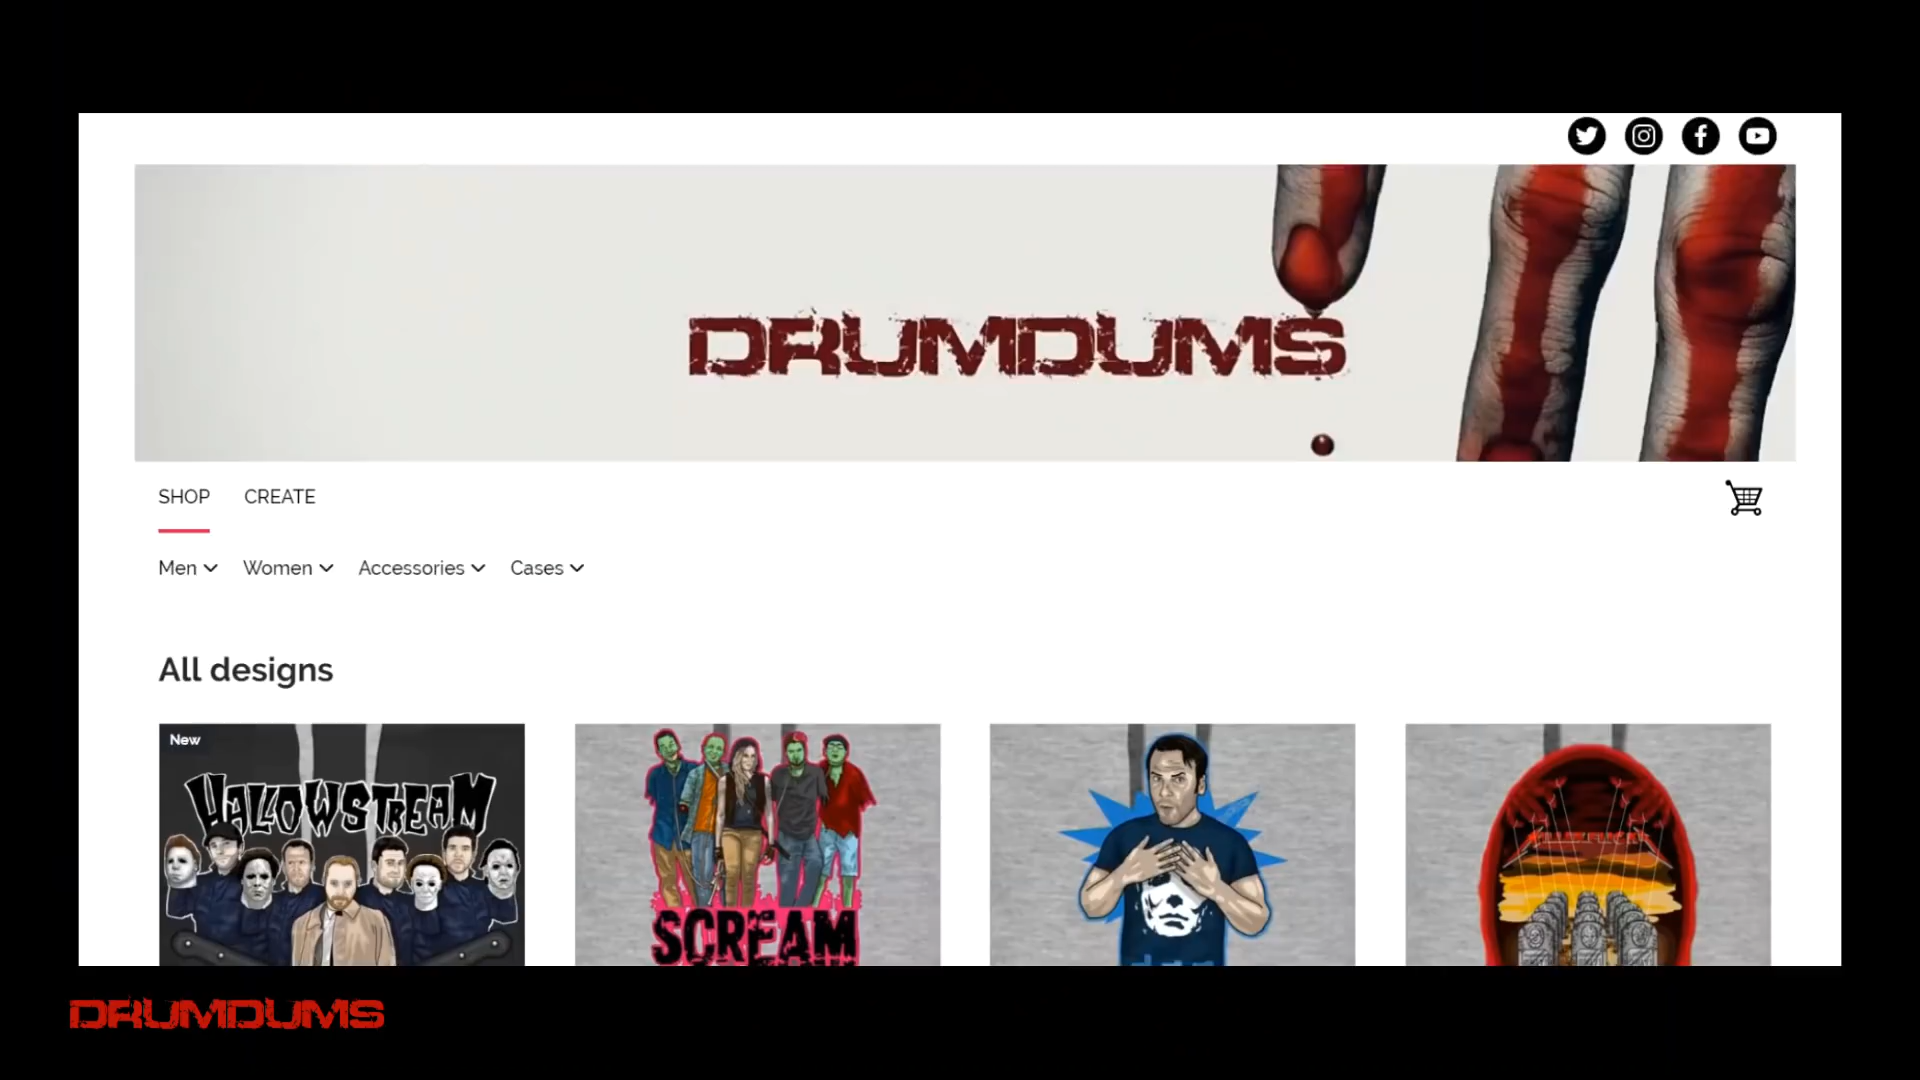 DRUMDUMS
SHOP CREATE
Men Women Accessories Cases
All designs
New
HALLOWSTREAM
SCREAM
DRUMDUMS